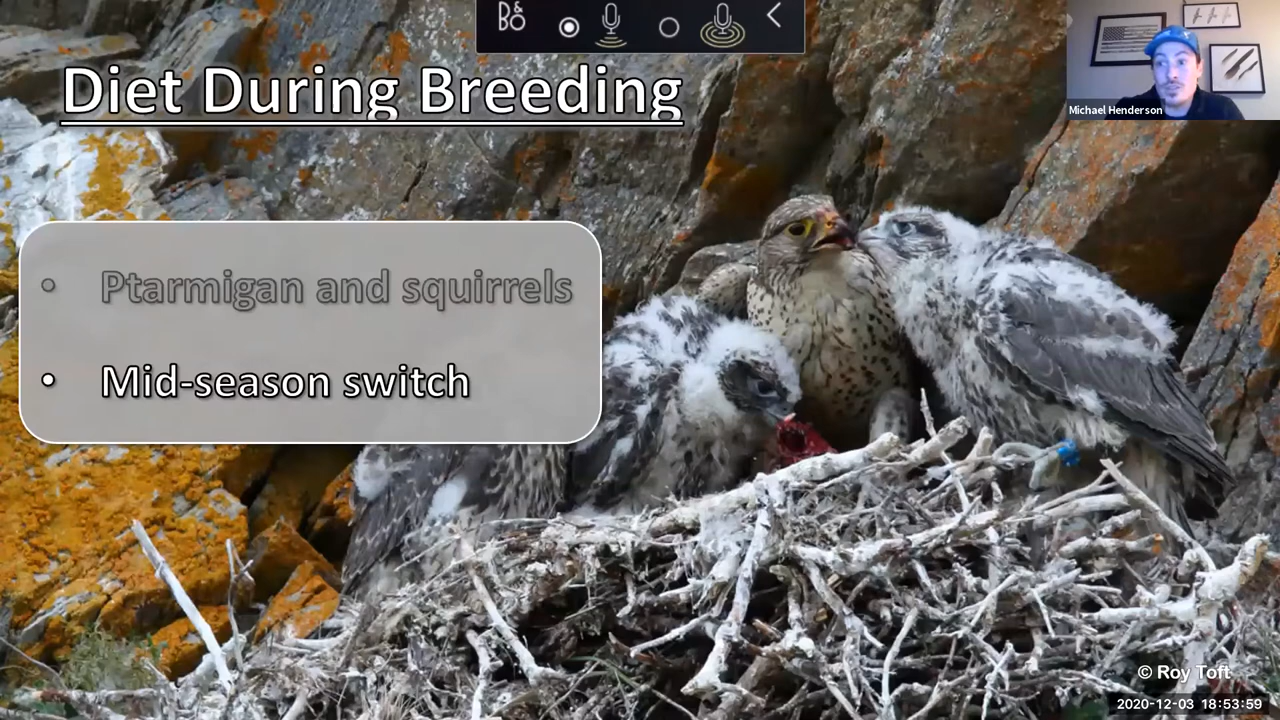 B&
BO
Diet During Breeding
Michael Henderson
• Ptarmigan and squirrels
• Mid-season switch
© Roy Toft
2020-12-03 18:53:59